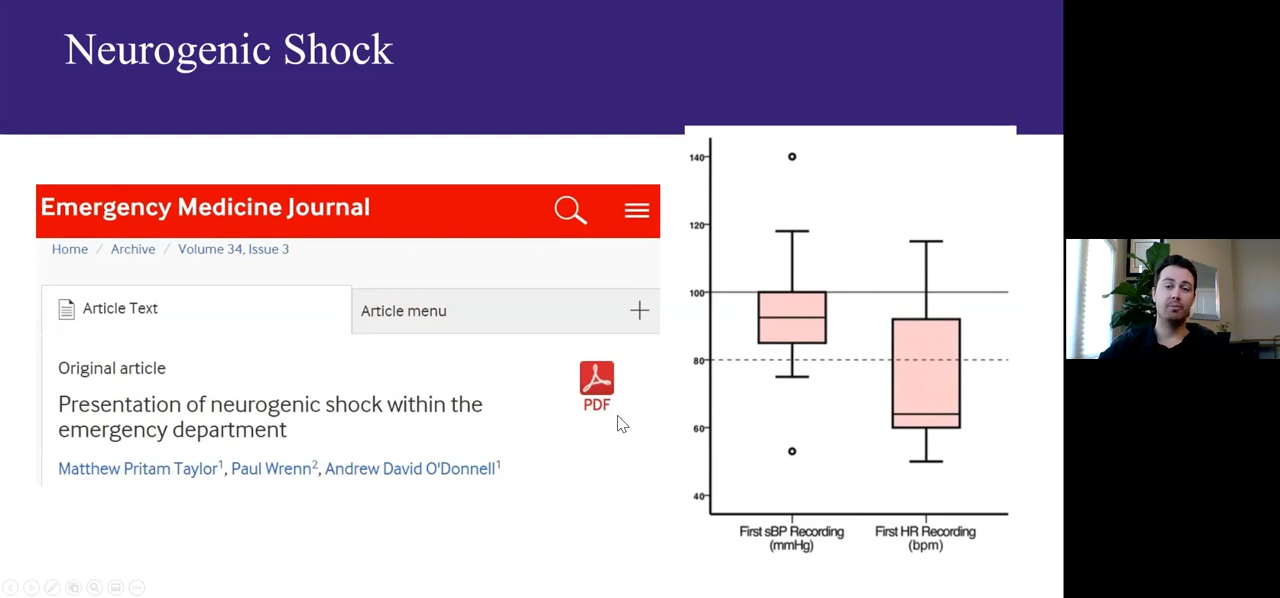 Neurogenic Shock
Emergency Medicine Journal
Home / Archive / Volume 34, Issue 3
Article Text
Article menu
Original article
PDF
Presentation of neurogenic shock within the
emergency department
Matthew Pritam Taylor1, Paul Wrenn2, Andrew David O'Donnell1
140
120
100
80
60
40
First sBP Recording
(mmHg)
First HR Recording
(bpm)